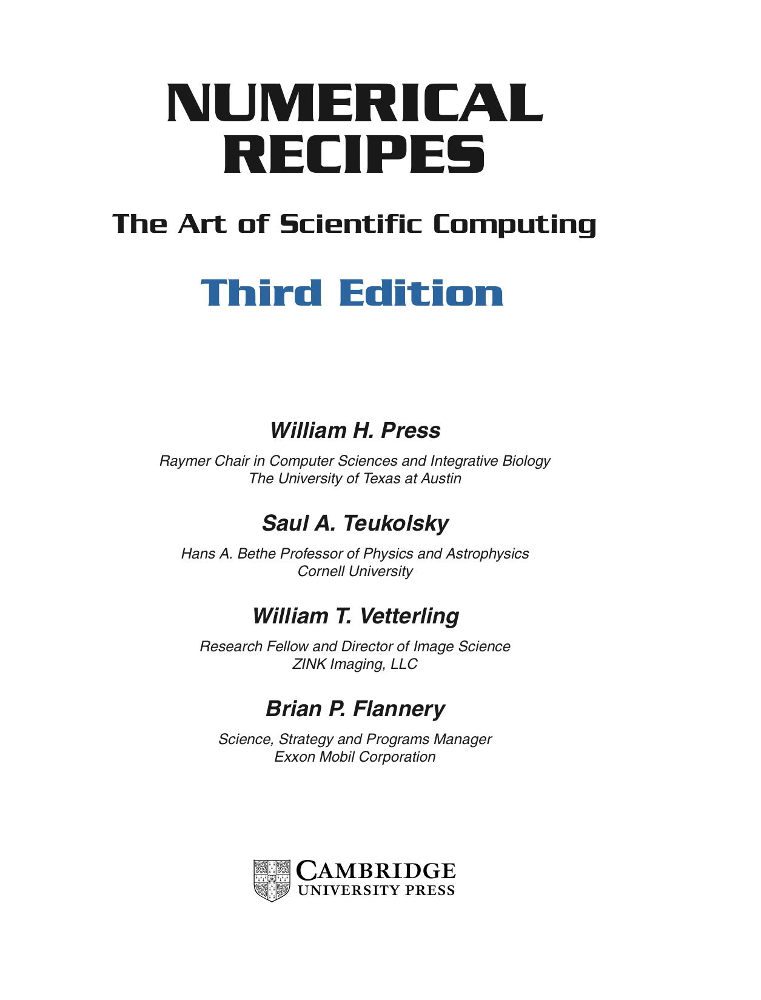 NUMERICAL
RECIPES
The Art of Scientific Computing
Third Edition
William H. Press
Raymer Chair in Computer Sciences and Integrative Biology
The University of Texas at Austin
Saul A. Teukolsky
Hans A. Bethe Professor of Physics and Astrophysics
Cornell University
William T. Vetterling
Research Fellow and Director of Image Science
ZINK Imaging, LLC
Brian P. Flannery
Science, Strategy and Programs Manager
Exxon Mobil Corporation
CAMBRIDGE
UNIVERSITY PRESS